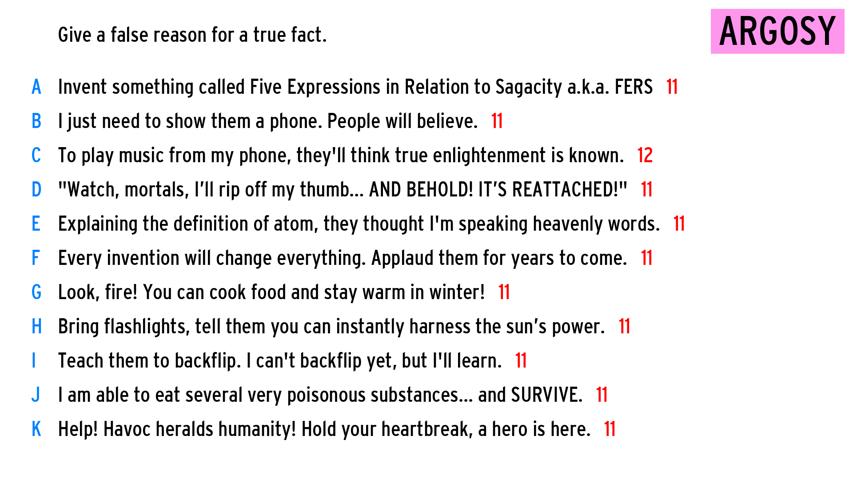 Give a false reason for a true fact.
ARGOSY
A Invent something called Five Expressions in Relation to Sagacity a.k.a. FERS 11
B I just need to show them a phone. People will believe. 11
C To play music from my phone, they'll think true enlightenment is known. 12
D "Watch, mortals, I’ll rip off my thumb... AND BEHOLD! IT’S REATTACHED!" 11
E Explaining the definition of atom, they thought I'm speaking heavenly words. 11
F Every invention will change everything. Applaud them for years to come. 11
G Look, fire! You can cook food and stay warm in winter! 11
H Bring flashlights, tell them you can instantly harness the sun’s power. 11
I Teach them to backflip. I can't backflip yet, but I'll learn. 11
J I am able to eat several very poisonous substances... and SURVIVE. 11
K Help! Havoc heralds humanity! Hold your heartbreak, a hero is here. 11